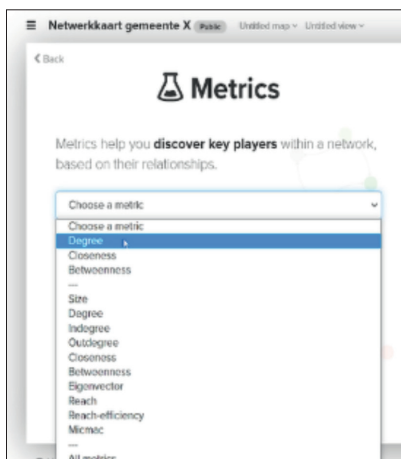 Netwerkkaart gemeente X Public Untitled map Untitled view
Back
Metrics
Metrics help you discover key players within a network,
based on their relationships.
Choose a metric
Choose a metric
Degree
Closeness
Betweenness
---
Size
Degree
Indegree
Outdegree
Closeness
Betweenness
Eigenvector
Reach
Reach-efficiency
Micmac
---
All metrics